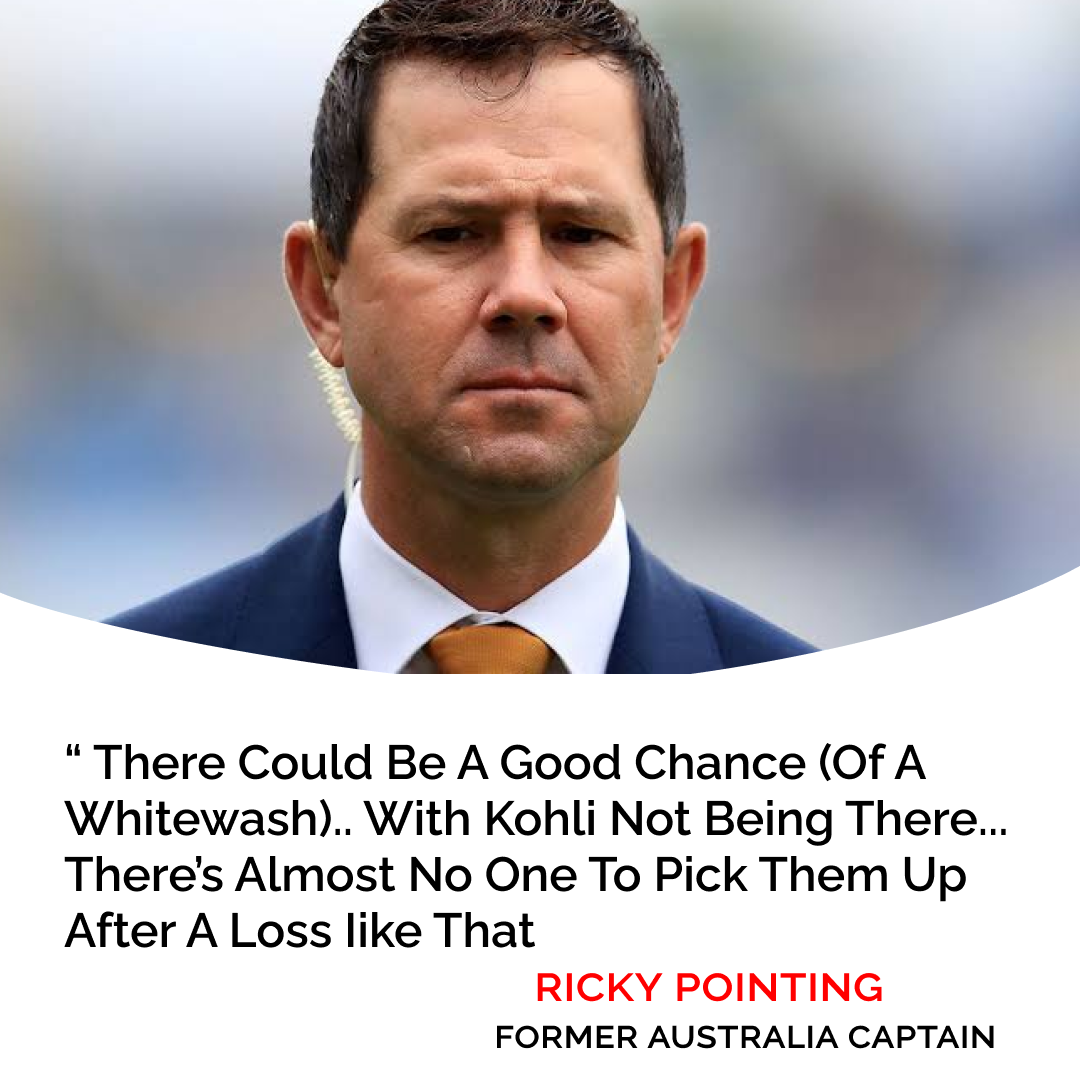 “ There Could Be A Good Chance (Of A
Whitewash).. With Kohli Not Being There...
There’s Almost No One To Pick Them Up
After A Loss Iike That
RICKY POINTING
FORMER AUSTRALIA CAPTAIN